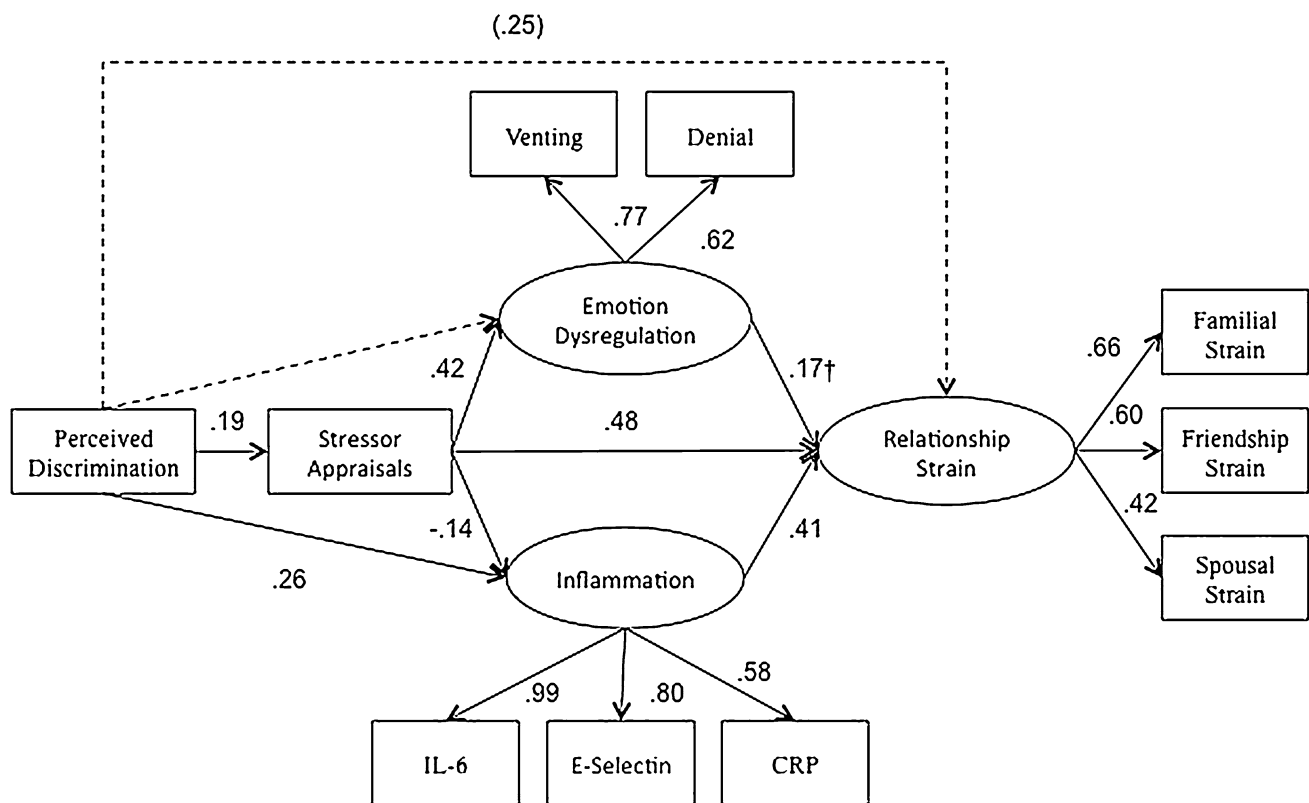 (.25)
Venting
Denial
.77
.62
Emotion
Dysregulation
Familial
Strain
.66
.42
.17†
Perceived
Discrimination
.19
Stressor
Appraisals
.48
Relationship
Strain
.60
Friendship
Strain
-.14
.41
.42
.26
Inflammation
Spousal
Strain
.99
.80
.58
IL-6
E-Selectin
CRP